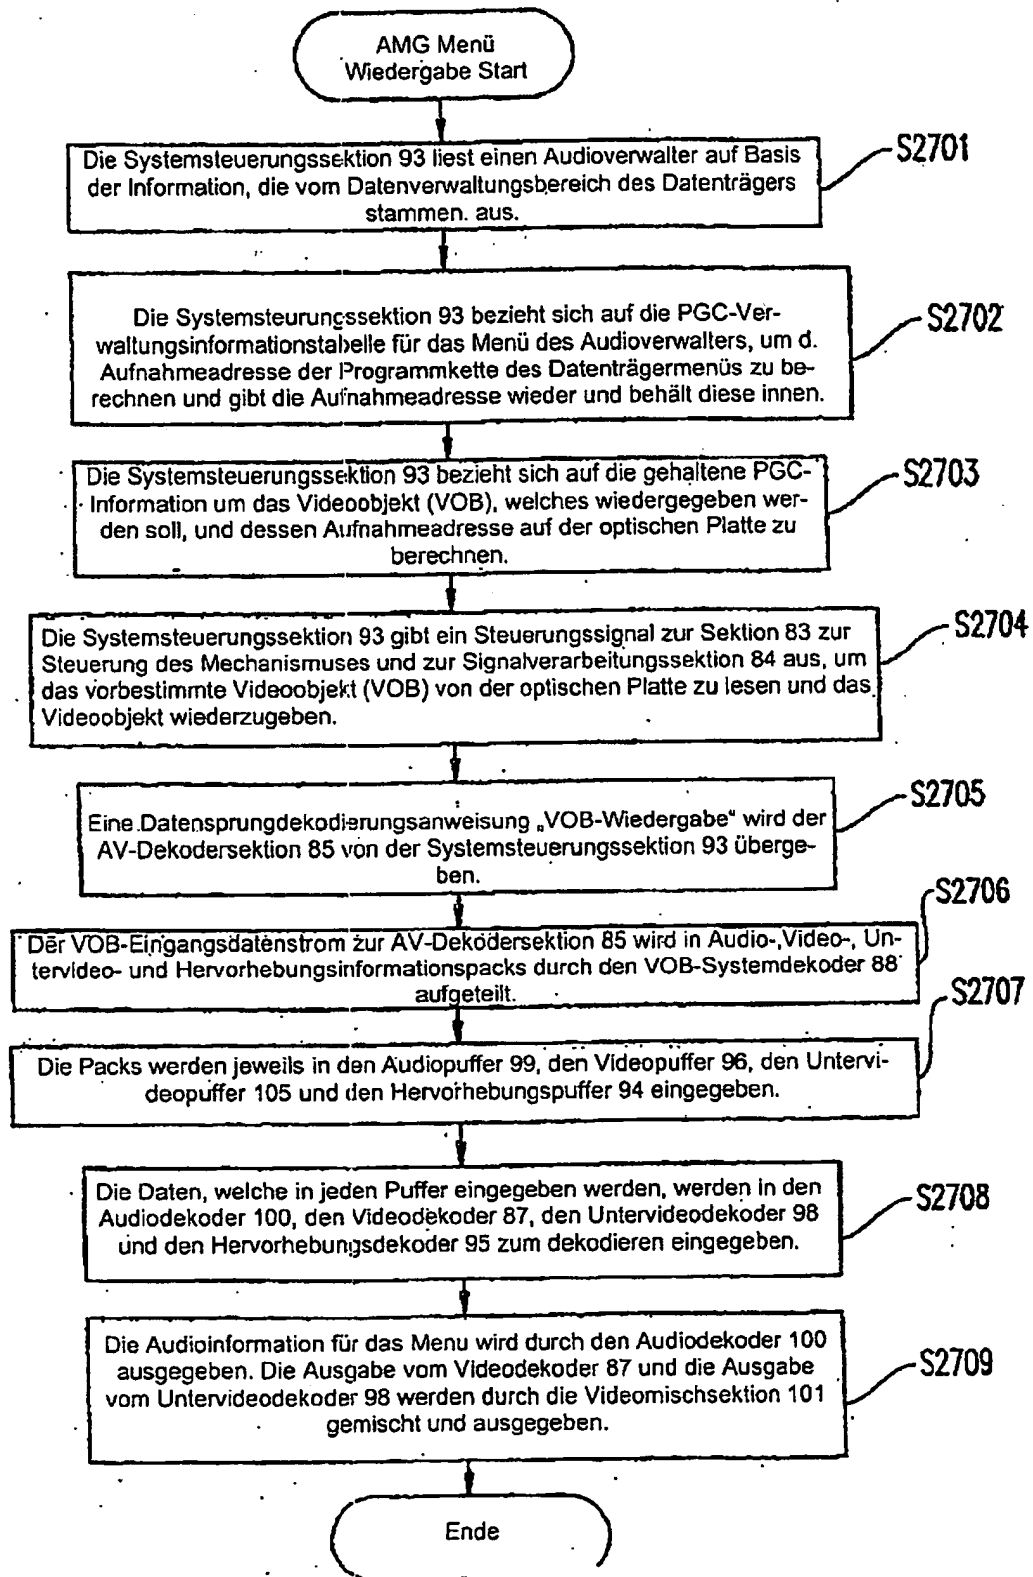 AMG Menü
Wiedergabe Start
Die Systemsteuerungssektion 93 liest einen Audioverwalter auf Basis
der Information, die vom Datenverwaltungsbereich des Datenträgers
stammen. aus.
S2701
Die Systemsteurungssektion 93 bezieht sich auf die PGC-Ver-
waltungsinformationstabelle für das Menü des Audioverwalters, um d.
Aufnahmeadresse der Programmkette des Datenträgermenüs zu be-
rechnen und gibt die Aufnahmeadresse wieder und behält diese innen.
S2702
Die Systemsteuerungssektion 93 bezieht sich auf die gehaltene PGC-
Information um das Videoobjekt (VOB), welches wiedergegeben wer-
den soll, und dessen Aufnahmeadresse auf der optischen Platte zu
berechnen.
S2703
Die Systemsteuerungssektion 93 gibt ein Steuerungssignal zur Sektion 83 zur
Steuerung des Mechanismuses und zur Signalverarbeitungssektion 84 aus, um
das vorbestimmte Videoobjekt (VOB) von der optischen Platte zu lesen und das
Videoobjekt wiederzugeben.
S2704
Eine Datensprungdekodierungsanweisung „VOB-Wiedergabe" wird der
AV-Dekodersektion 85 von der Systemsteuerungssektion 93 überge-
ben.
S2705
Der VOB-Eingangsdatenstrom zur AV-Dekodersektion 85 wird in Audio-,Video-, Un-
tervideo- und Hervorhebungsinformationspacks durch den VOB-Systemdekoder 88
aufgeteilt.
S2706
Die Packs werden jeweils in den Audiopuffer 99, den Videopuffer 96, den Untervi-
deopuffer 105 und den Hervorhebungspuffer 94 eingegeben.
S2707
Die Daten, welche in jeden Puffer eingegeben werden, werden in den
Audiodekoder 100, den Videodekoder 87, den Untervideodekoder 98
und den Hervorhebungsdekoder 95 zum dekodieren eingegeben.
S2708
Die Audioinformation für das Menu wird durch den Audiodekoder 100
ausgegeben. Die Ausgabe vom Videodekoder 87 und die Ausgabe
vom Untervideodekoder 98 werden durch die Videomischsektion 101
gemischt und ausgegeben.
S2709
Ende